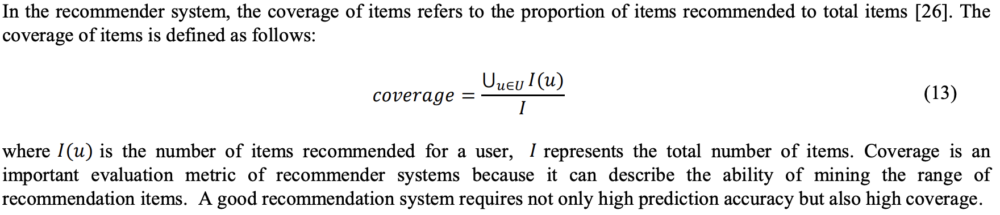 In the recommender system, the coverage of items refers to the proportion of items recommended to total items [26]. The
coverage of items is defined as follows:
coverage = ⋃u∈U I(u) / I (13)
where I(u) is the number of items recommended for a user, I represents the total number of items. Coverage is an
important evaluation metric of recommender systems because it can describe the ability of mining the range of
recommendation items. A good recommendation system requires not only high prediction accuracy but also high coverage.